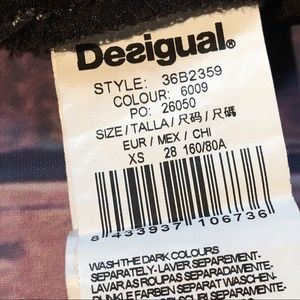 Desigual®
STYLE: 36B2359
COLOUR: 6009
PO: 26050
SIZE / TALLA / 尺码 / 尺碼
EUR / MEX / CHI
XS 28 160/80A
8 433937 106736
WASH THE DARK COLOURS
SEPARATELY-LAVER SEPAREMENT-
LAVAR AS ROUPAS SEPARADAMENTE-
DUNKLE FARBEN SEPARAT WASCHEN-
SCUR SEPARATAMENTE-